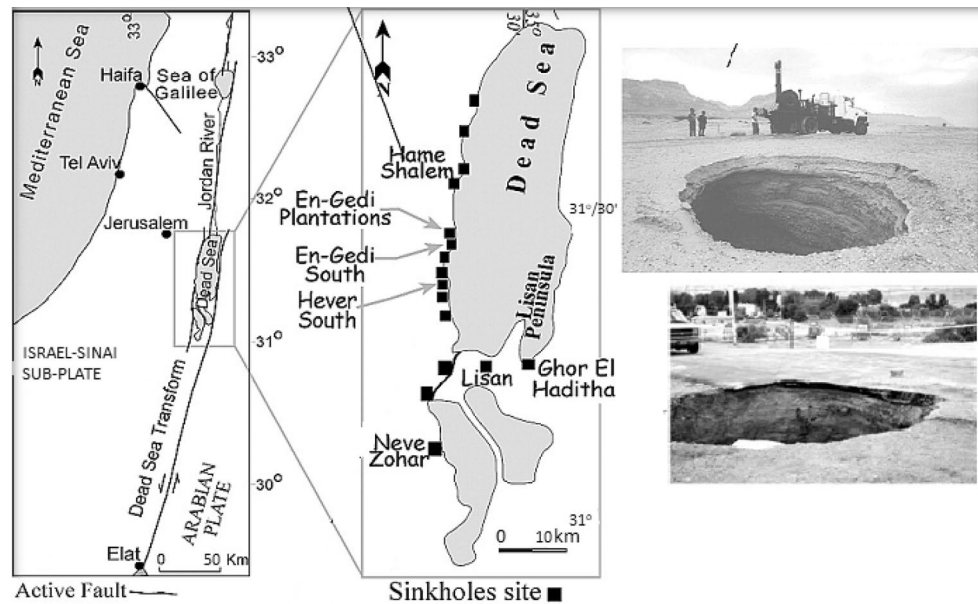 33°
Mediterranean Sea
Haifa
Sea of
Galilee
33°
Tel Aviv
Jordan River
32°
Jerusalem
Dead Sea
31°
ISRAEL-SINAI
SUB-PLATE
Dead Sea Transform
ARABIAN
PLATE
30°
Elat
0 50 Km
Active Fault
N
30'
35°
Dead Sea
Hame
Shalem
En-Gedi
Plantations
31°/30'
En-Gedi
South
Hever
South
Lisan
Peninsula
Lisan
Ghor El
Haditha
Neve
Zohar
31°
0 10km
Sinkholes site